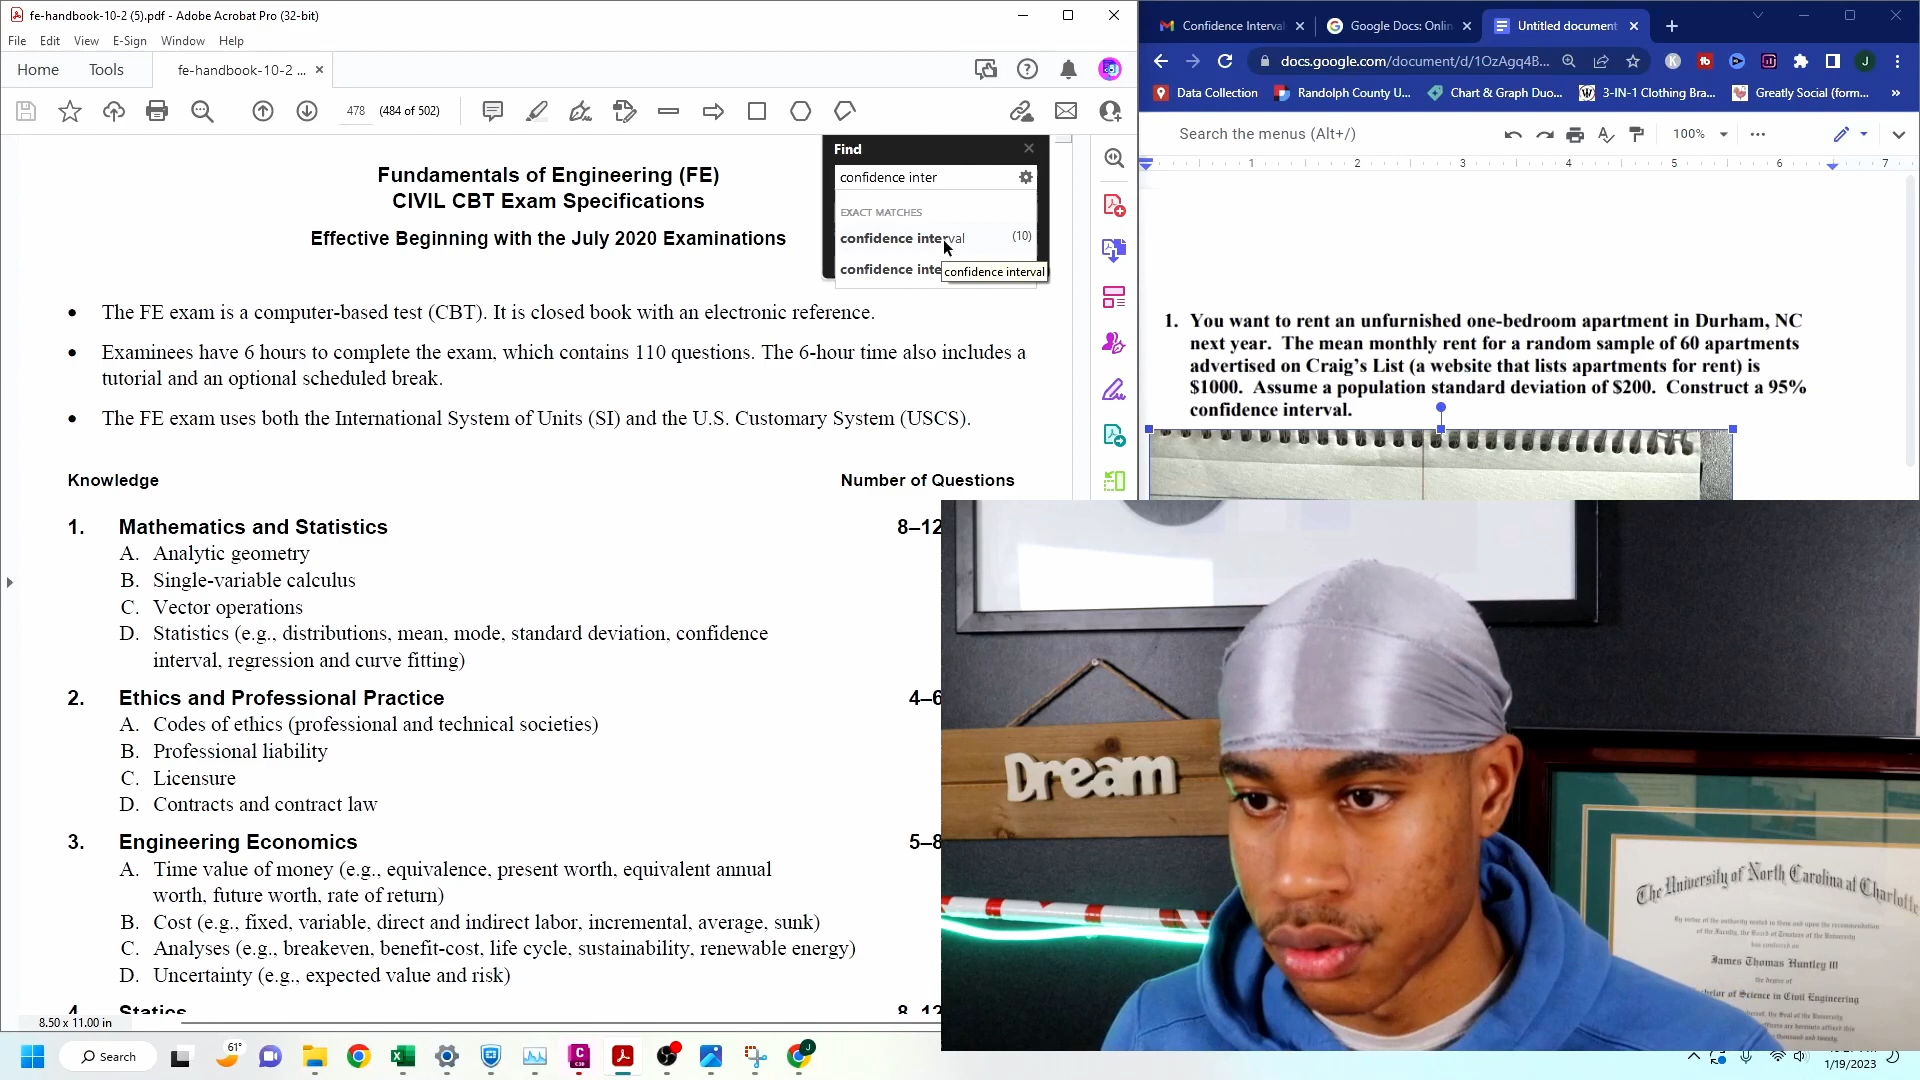 fe-handbook-10-2 (5).pdf - Adobe Acrobat Pro (32-bit)
File Edit View E-Sign Window Help
Home Tools fe-handbook-10-2 ... ×
478 (484 of 502)
Find
confidence inter
EXACT MATCHES
confidence interval (10)
confidence inte
confidence interval
Fundamentals of Engineering (FE)
CIVIL CBT Exam Specifications
Effective Beginning with the July 2020 Examinations
• The FE exam is a computer-based test (CBT). It is closed book with an electronic reference.
• Examinees have 6 hours to complete the exam, which contains 110 questions. The 6-hour time also includes a
tutorial and an optional scheduled break.
• The FE exam uses both the International System of Units (SI) and the U.S. Customary System (USCS).
Knowledge Number of Questions
1. Mathematics and Statistics 8–12
A. Analytic geometry
B. Single-variable calculus
C. Vector operations
D. Statistics (e.g., distributions, mean, mode, standard deviation, confidence
interval, regression and curve fitting)
2. Ethics and Professional Practice 4–6
A. Codes of ethics (professional and technical societies)
B. Professional liability
C. Licensure
D. Contracts and contract law
3. Engineering Economics 5–8
A. Time value of money (e.g., equivalence, present worth, equivalent annual
worth, future worth, rate of return)
B. Cost (e.g., fixed, variable, direct and indirect labor, incremental, average, sunk)
C. Analyses (e.g., breakeven, benefit-cost, life cycle, sustainability, renewable energy)
D. Uncertainty (e.g., expected value and risk)
4. Statics 8–12
8.50 x 11.00 in
Confidence Interval
Google Docs: Onlin
Untitled document
docs.google.com/document/d/1OzAgq4B...
Data Collection Randolph County U... Chart & Graph Duo... 3-IN-1 Clothing Bra... Greatly Social (form... »
Search the menus (Alt+/) 100%
1 2 3 4 5 6 7
1. You want to rent an unfurnished one-bedroom apartment in Durham, NC
next year. The mean monthly rent for a random sample of 60 apartments
advertised on Craig's List (a website that lists apartments for rent) is
$1000. Assume a population standard deviation of $200. Construct a 95%
confidence interval.
Dream
The University of North Carolina at Charlotte
James Thomas Huntley III
the degree of
Bachelor of Science in Civil Engineering
Search
61°
1/19/2023